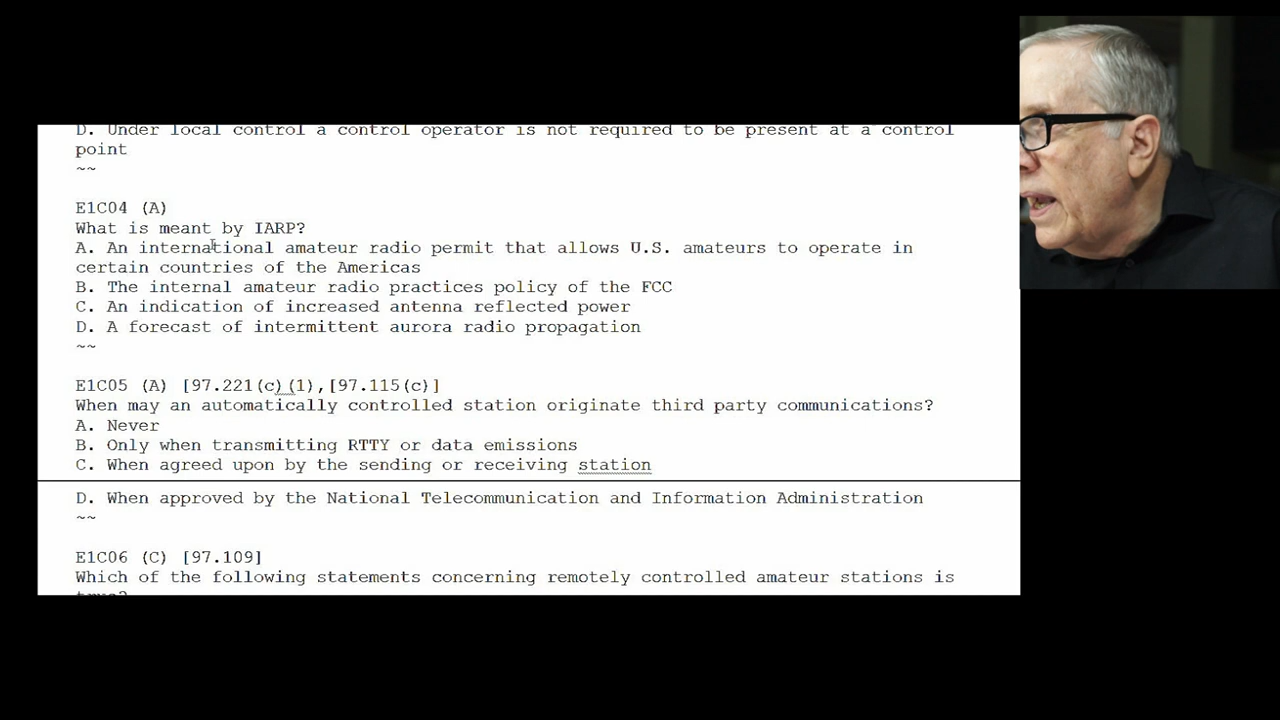 D. Under local control a control operator is not required to be present at a control
point
~~
E1C04 (A)
What is meant by IARP?
A. An international amateur radio permit that allows U.S. amateurs to operate in
certain countries of the Americas
B. The internal amateur radio practices policy of the FCC
C. An indication of increased antenna reflected power
D. A forecast of intermittent aurora radio propagation
~~
E1C05 (A) [97.221(c)(1),[97.115(c)]
When may an automatically controlled station originate third party communications?
A. Never
B. Only when transmitting RTTY or data emissions
C. When agreed upon by the sending or receiving station
D. When approved by the National Telecommunication and Information Administration
~~
E1C06 (C) [97.109]
Which of the following statements concerning remotely controlled amateur stations is
true?